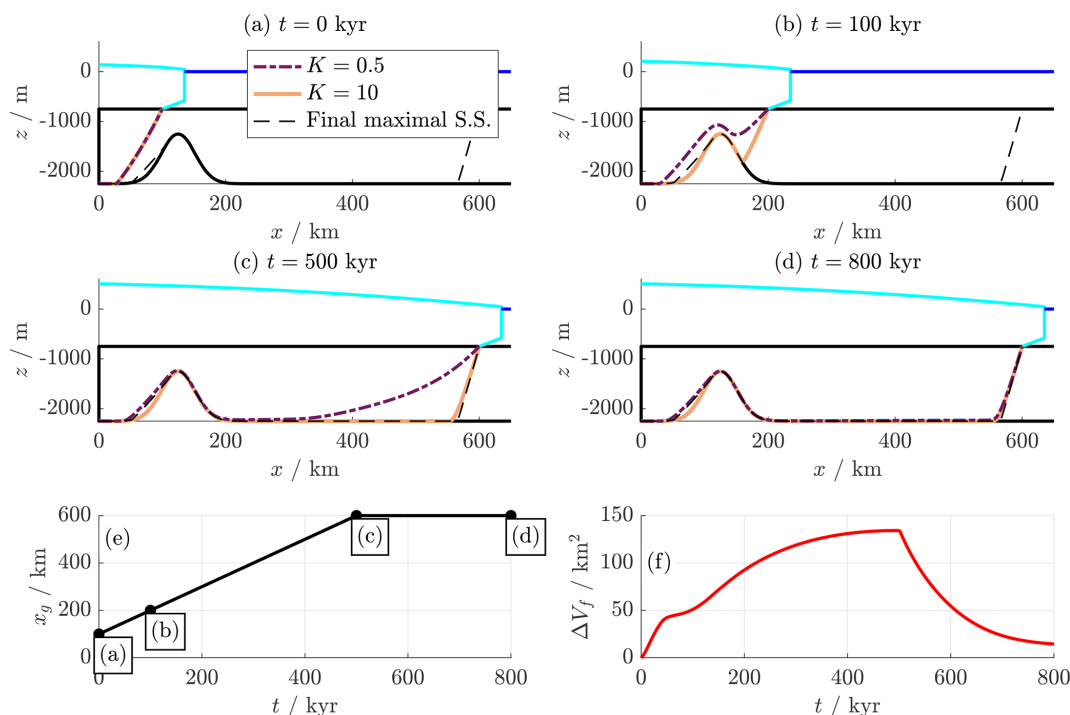 (a) t = 0 kyr
z / m
0
-1000
-2000
K = 0.5
K = 10
Final maximal S.S.
0 200 400 600
x / km
(b) t = 100 kyr
z / m
0
-1000
-2000
0 200 400 600
x / km
(c) t = 500 kyr
z / m
0
-1000
-2000
0 200 400 600
x / km
(d) t = 800 kyr
z / m
0
-1000
-2000
0 200 400 600
x / km
(e)
x_g / km
600
400
200
0
(a)
(b)
(c)
(d)
0 200 400 600 800
t / kyr
(f)
ΔV_f / km²
150
100
50
0
0 200 400 600 800
t / kyr